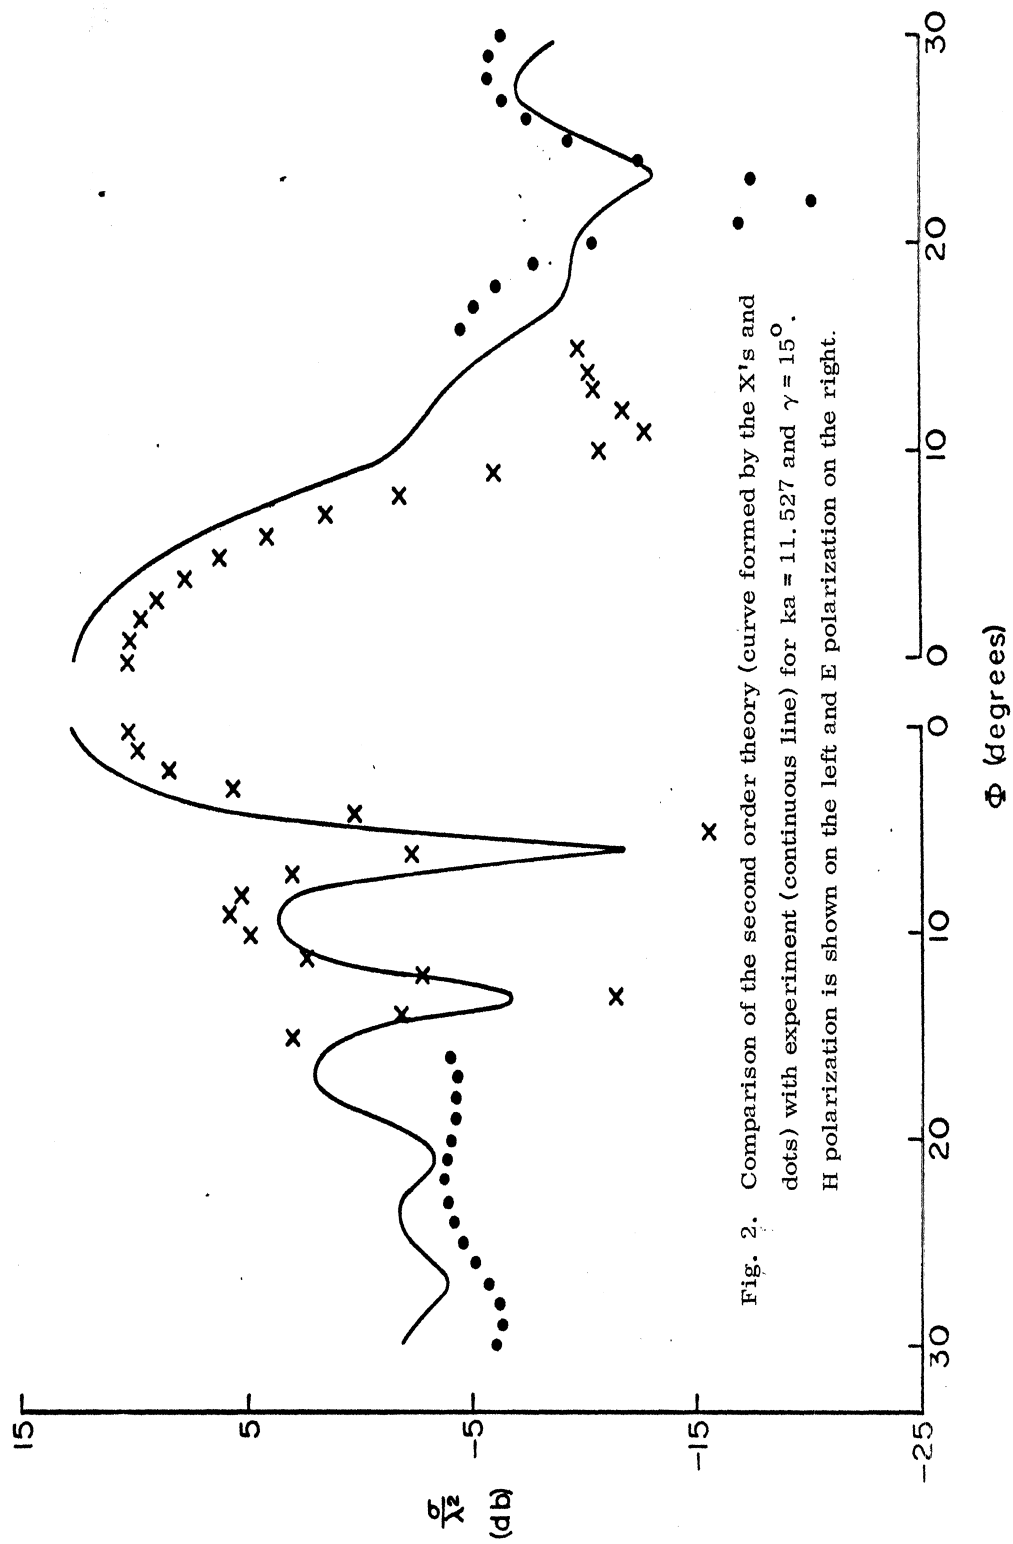 15
5
-5
-15
-25
σ/λ²
(db)
30
20
10
0
0
10
20
30
Φ (degrees)
Fig. 2. Comparison of the second order theory (curve formed by the X's and
dots) with experiment (continuous line) for ka = 11.527 and γ = 15°.
H polarization is shown on the left and E polarization on the right.